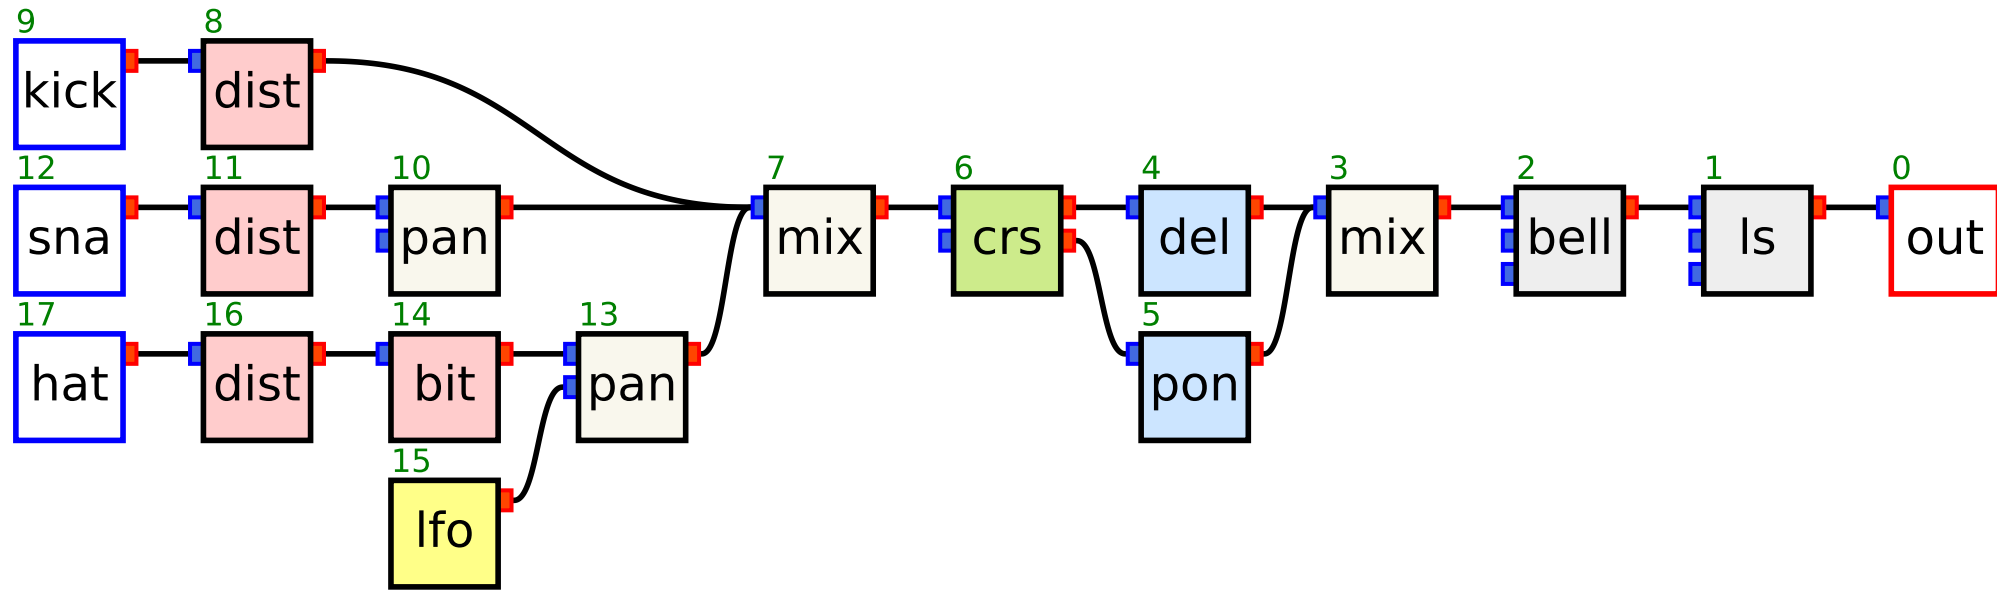 9 8
kick dist
12 11 10 7 6 4 3 2 1 0
sna dist pan mix crs del mix bell ls out
17 16 14 13 5
hat dist bit pan pon
15
lfo